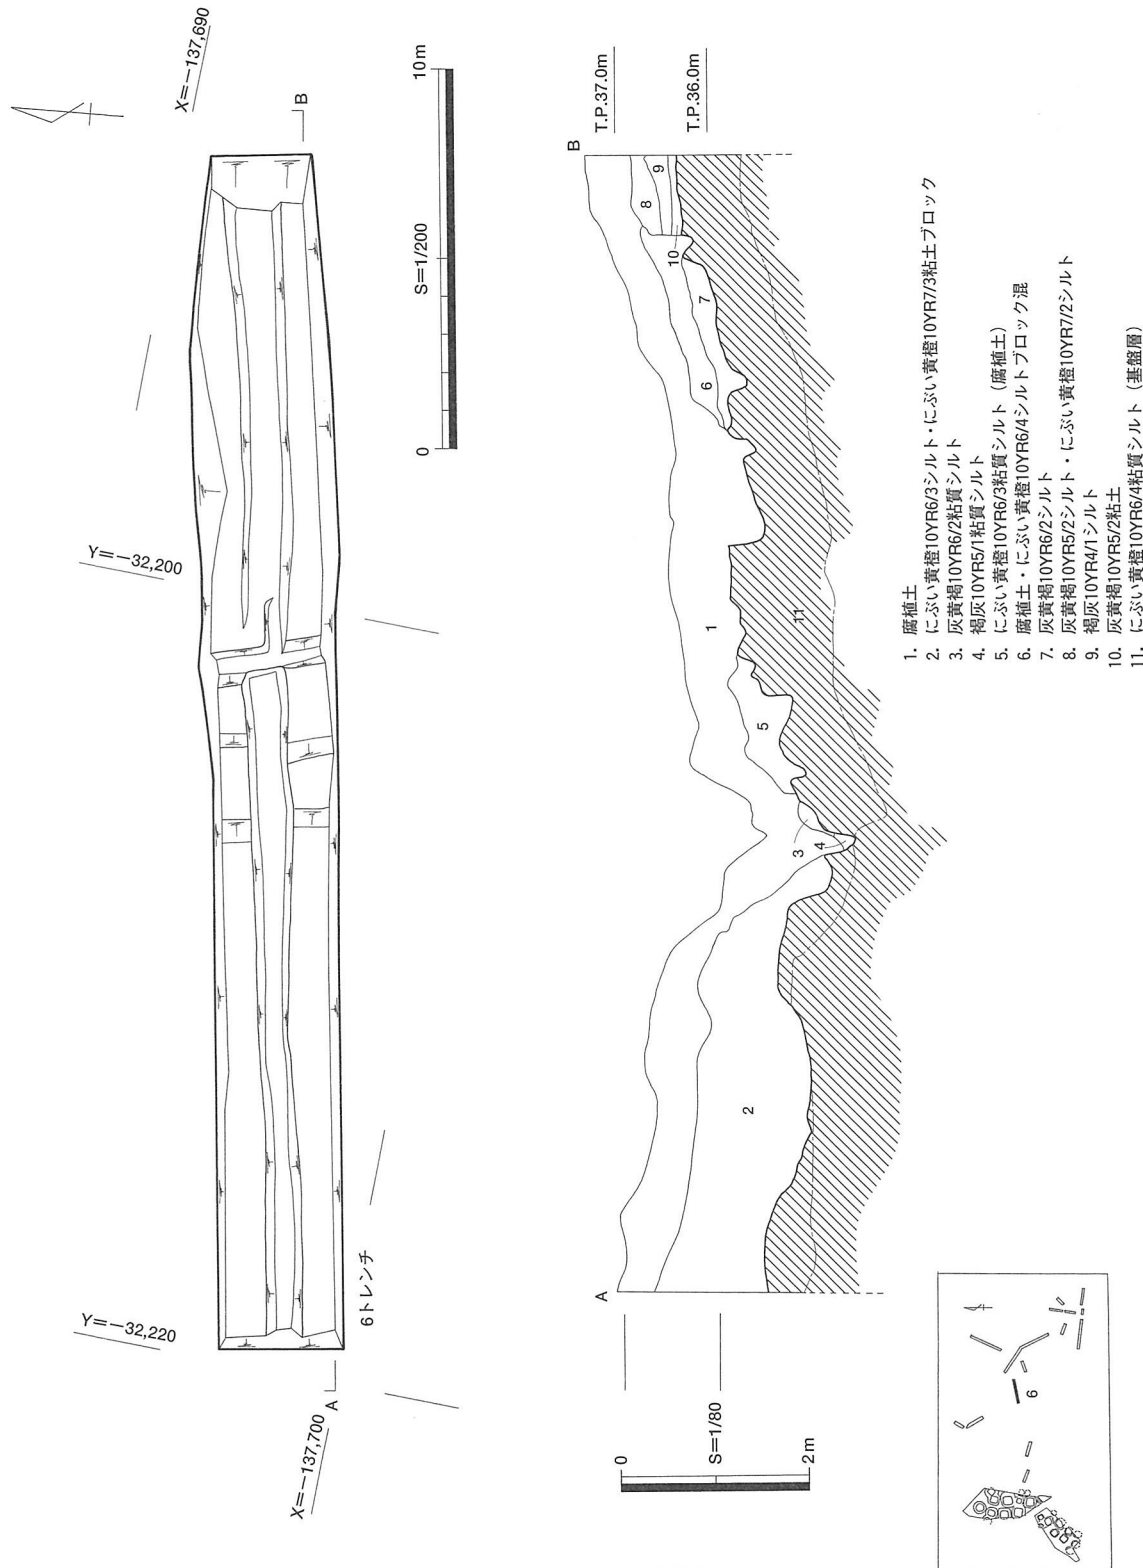 X=−137,690
B
Y=−32,200
Y=−32,220
X=−137,700
A
6トレンチ
0
S=1/200
10m
A
B
T.P.37.0m
T.P.36.0m
1
2
3
4
5
6
7
8
9
10
11
0
S=1/80
2m
1. 腐植土
2. にぶい黄橙10YR6/3シルト・にぶい黄橙10YR7/3粘土ブロック
3. 灰黄褐10YR6/2粘質シルト
4. 褐灰10YR5/1粘質シルト
5. にぶい黄橙10YR6/3粘質シルト（腐植土）
6. 腐植土・にぶい黄橙10YR6/4シルトブロック混
7. 灰黄褐10YR6/2シルト
8. 灰黄褐10YR5/2シルト・にぶい黄橙10YR7/2シルト
9. 褐灰10YR4/1シルト
10. 灰黄褐10YR5/2粘土
11. にぶい黄橙10YR6/4粘質シルト（基盤層）
6